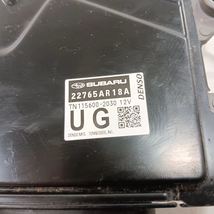 SUBARU
22765AR18A
DENSO
TN115600-2030 12V
UG